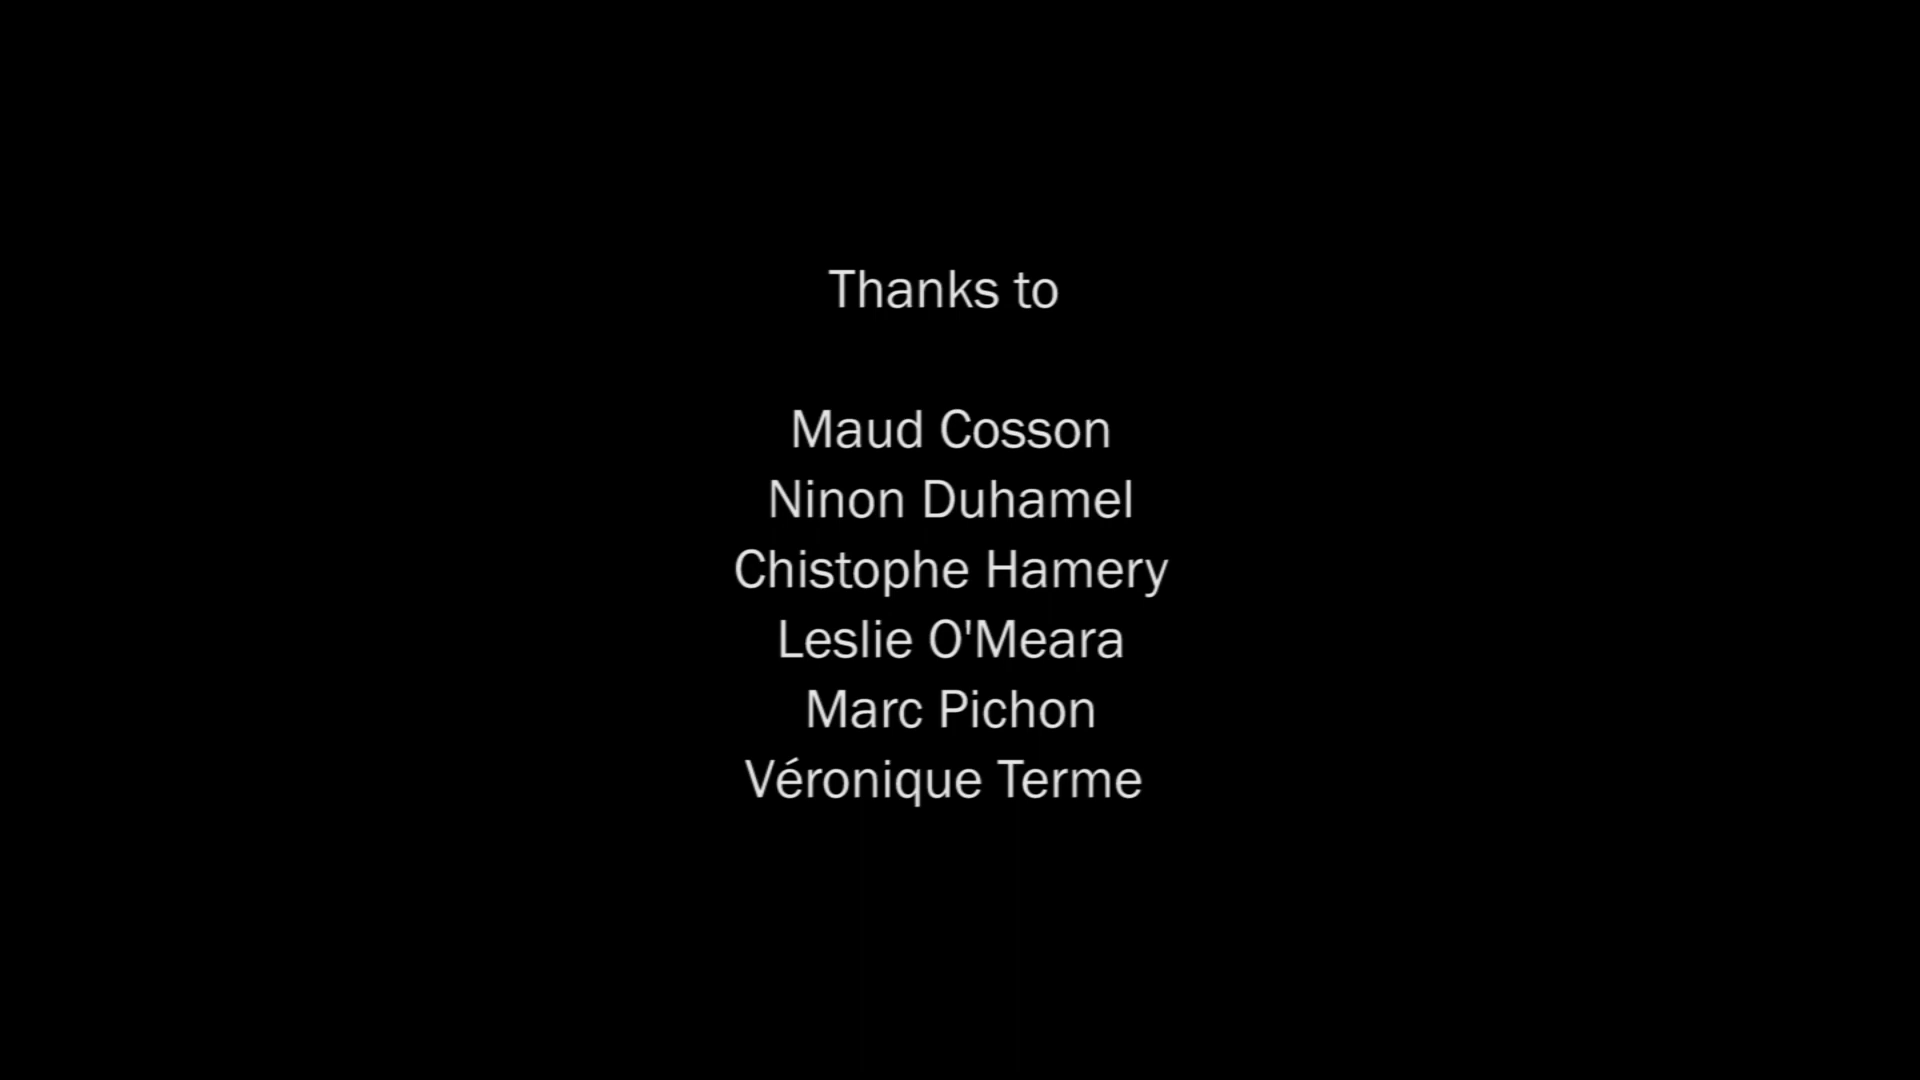 Thanks to
Maud Cosson
Ninon Duhamel
Chistophe Hamery
Leslie O'Meara
Marc Pichon
Véronique Terme